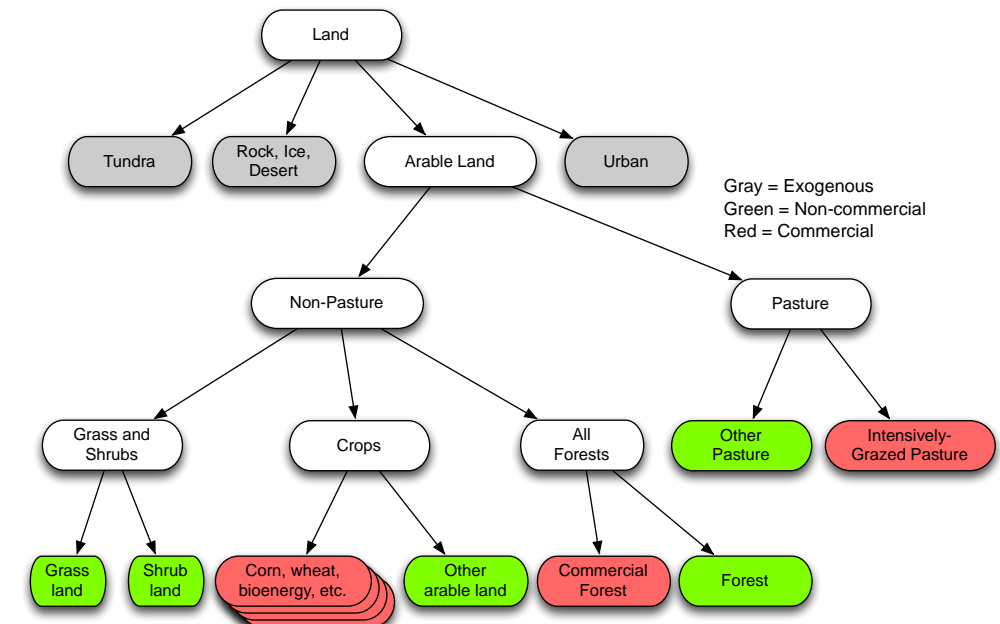 Land
Tundra
Rock, Ice,
Desert
Arable Land
Urban
Gray = Exogenous
Green = Non-commercial
Red = Commercial
Non-Pasture
Pasture
Grass and
Shrubs
Crops
All
Forests
Other
Pasture
Intensively-
Grazed Pasture
Grass
land
Shrub
land
Corn, wheat,
bioenergy, etc.
Other
arable land
Commercial
Forest
Forest